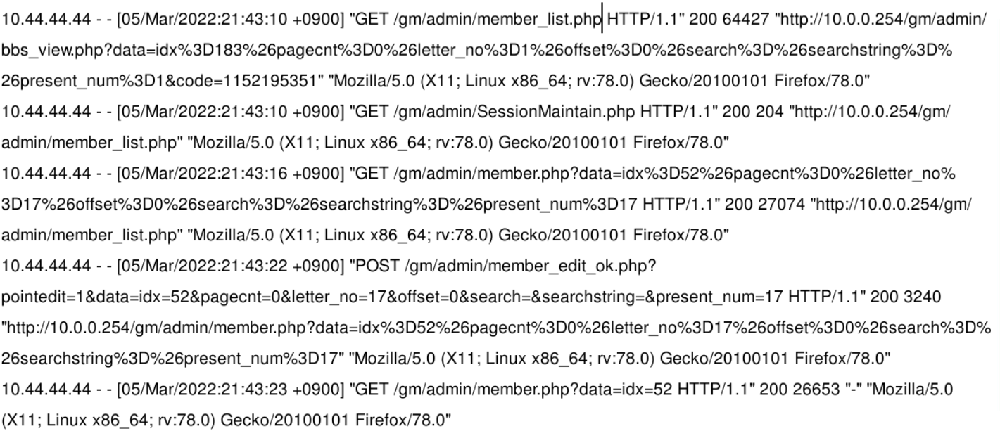 10.44.44.44 - - [05/Mar/2022:21:43:10 +0900] "GET /gm/admin/member_list.php HTTP/1.1" 200 64427 "http://10.0.0.254/gm/admin/
bbs_view.php?data=idx%3D183%26pagecnt%3D0%26letter_no%3D1%26offset%3D0%26search%3D%26searchstring%3D%
26present_num%3D1&code=1152195351" "Mozilla/5.0 (X11; Linux x86_64; rv:78.0) Gecko/20100101 Firefox/78.0"
10.44.44.44 - - [05/Mar/2022:21:43:10 +0900] "GET /gm/admin/SessionMaintain.php HTTP/1.1" 200 204 "http://10.0.0.254/gm/
admin/member_list.php" "Mozilla/5.0 (X11; Linux x86_64; rv:78.0) Gecko/20100101 Firefox/78.0"
10.44.44.44 - - [05/Mar/2022:21:43:16 +0900] "GET /gm/admin/member.php?data=idx%3D52%26pagecnt%3D0%26letter_no%
3D17%26offset%3D0%26search%3D%26searchstring%3D%26present_num%3D17 HTTP/1.1" 200 27074 "http://10.0.0.254/gm/
admin/member_list.php" "Mozilla/5.0 (X11; Linux x86_64; rv:78.0) Gecko/20100101 Firefox/78.0"
10.44.44.44 - - [05/Mar/2022:21:43:22 +0900] "POST /gm/admin/member_edit_ok.php?
pointedit=1&data=idx=52&pagecnt=0&letter_no=17&offset=0&search=&searchstring=&present_num=17 HTTP/1.1" 200 3240
"http://10.0.0.254/gm/admin/member.php?data=idx%3D52%26pagecnt%3D0%26letter_no%3D17%26offset%3D0%26search%3D%
26searchstring%3D%26present_num%3D17" "Mozilla/5.0 (X11; Linux x86_64; rv:78.0) Gecko/20100101 Firefox/78.0"
10.44.44.44 - - [05/Mar/2022:21:43:23 +0900] "GET /gm/admin/member.php?data=idx=52 HTTP/1.1" 200 26653 "-" "Mozilla/5.0
(X11; Linux x86_64; rv:78.0) Gecko/20100101 Firefox/78.0"